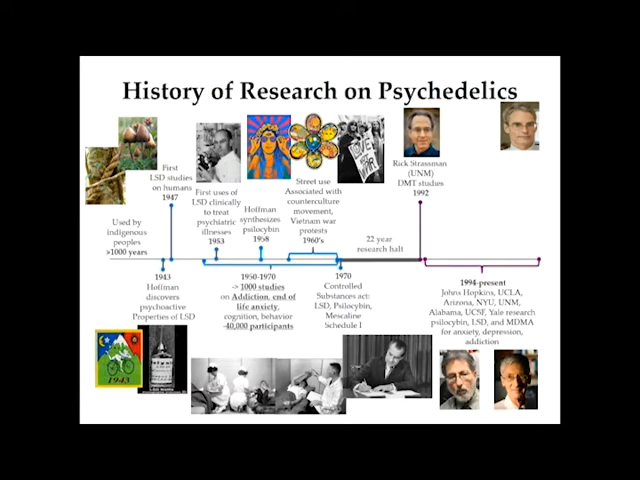 History of Research on Psychedelics
First
LSD studies
on humans
1947
First uses of
LSD clinically
to treat
psychiatric
illnesses
1953
Hoffman
synthesizes
psilocybin
1958
Street use
Associated with
counterculture
movement,
Vietnam war
protests
1960's
LOVE
WAR
Rick Strassman
(UNM)
DMT studies
1992
Used by
indigenous
peoples
>1000 years
22 year
research halt
1943
Hoffman
discovers
psychoactive
Properties of LSD
1950-1970
-> 1000 studies
on Addiction, end of
life anxiety,
cognition, behavior
-40,000 participants
1970
Controlled
Substances act:
LSD, Psilocybin,
Mescaline
Schedule I
1994-present
Johns Hopkins, UCLA,
Arizona, NYU, UNM,
Alabama, UCSF, Yale research
psilocybin, LSD, and MDMA
for anxiety, depression,
addiction
1943